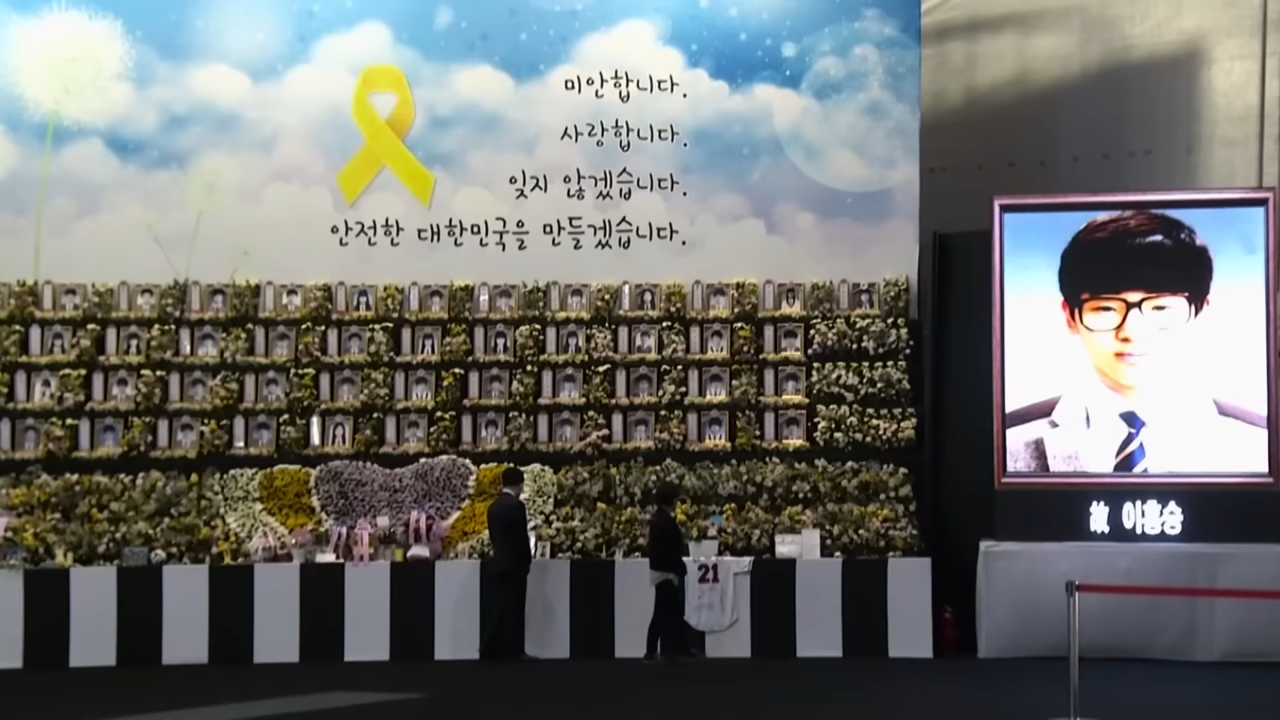 미안합니다.
사랑합니다.
잊지 않겠습니다.
안전한 대한민국을 만들겠습니다.
21
故 이흥승